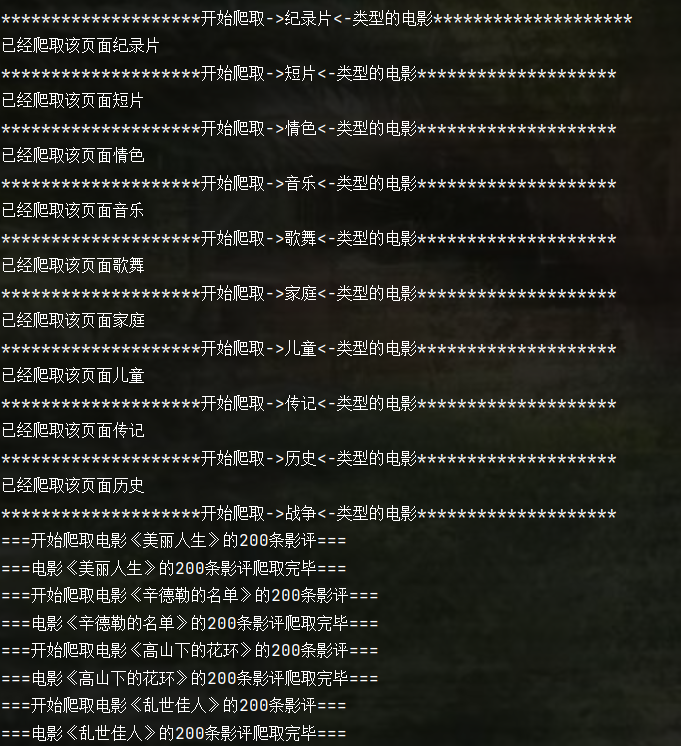 ********************开始爬取->纪录片<-类型的电影********************
已经爬取该页面纪录片
********************开始爬取->短片<-类型的电影********************
已经爬取该页面短片
********************开始爬取->情色<-类型的电影********************
已经爬取该页面情色
********************开始爬取->音乐<-类型的电影********************
已经爬取该页面音乐
********************开始爬取->歌舞<-类型的电影********************
已经爬取该页面歌舞
********************开始爬取->家庭<-类型的电影********************
已经爬取该页面家庭
********************开始爬取->儿童<-类型的电影********************
已经爬取该页面儿童
********************开始爬取->传记<-类型的电影********************
已经爬取该页面传记
********************开始爬取->历史<-类型的电影********************
已经爬取该页面历史
********************开始爬取->战争<-类型的电影********************
===开始爬取电影《美丽人生》的200条影评===
===电影《美丽人生》的200条影评爬取完毕===
===开始爬取电影《辛德勒的名单》的200条影评===
===电影《辛德勒的名单》的200条影评爬取完毕===
===开始爬取电影《高山下的花环》的200条影评===
===电影《高山下的花环》的200条影评爬取完毕===
===开始爬取电影《乱世佳人》的200条影评===
===电影《乱世佳人》的200条影评爬取完毕===